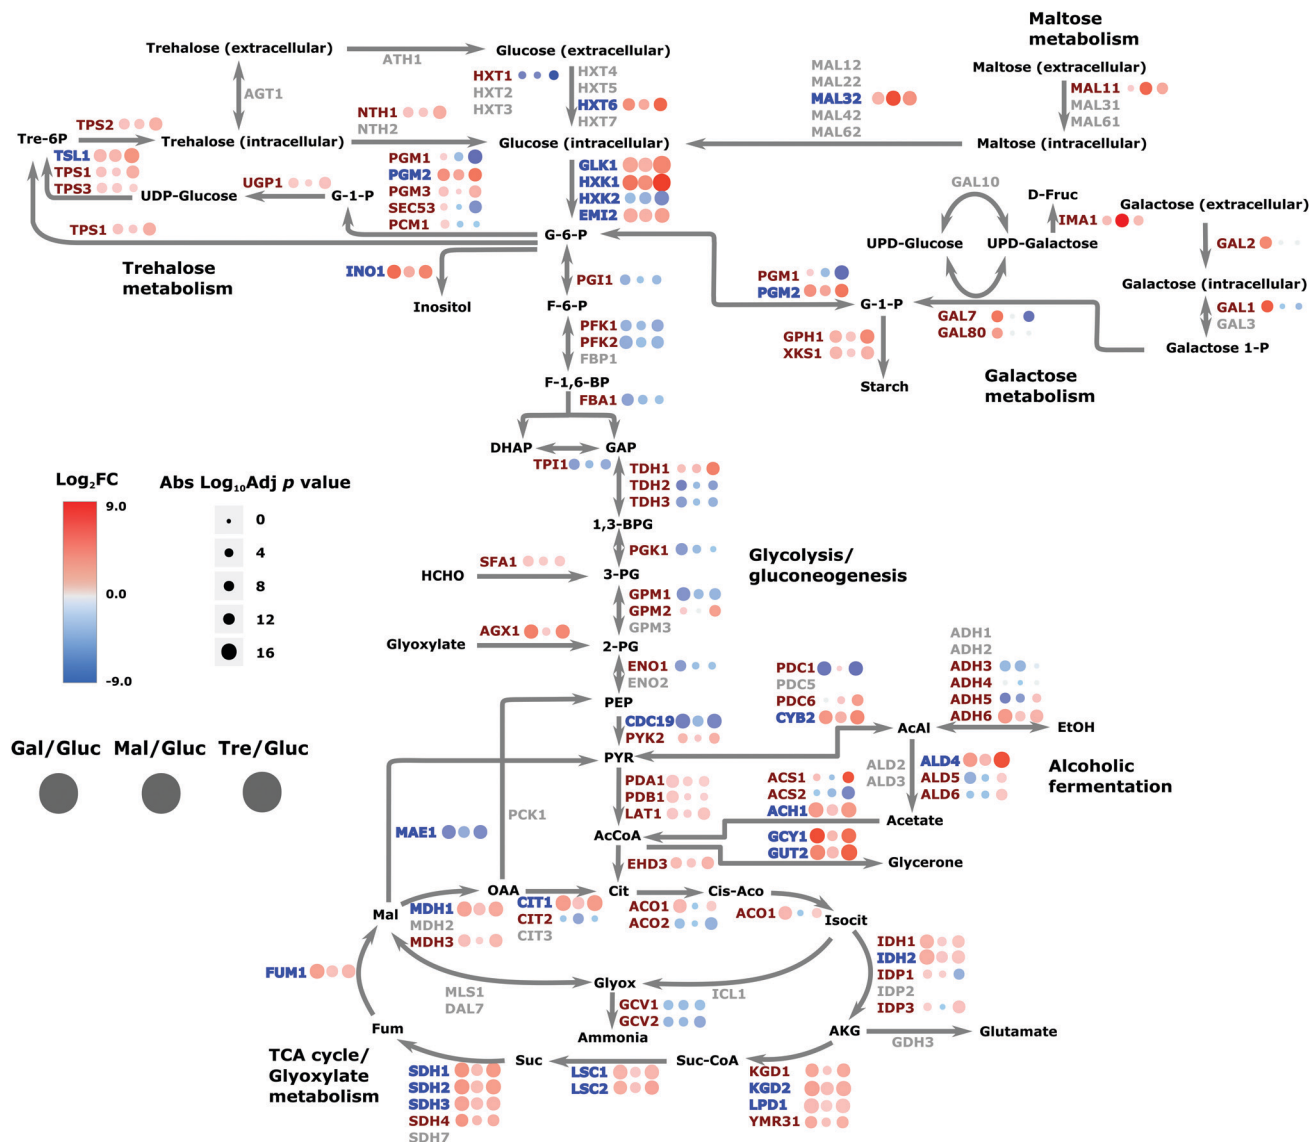 Maltose
metabolism
Trehalose (extracellular)
ATH1
Glucose (extracellular)
MAL12
MAL22
MAL32
MAL42
MAL62
Maltose (extracellular)
MAL11
MAL31
MAL61
Maltose (intracellular)
AGT1
HXT1
HXT2
HXT3
HXT4
HXT5
HXT6
HXT7
NTH1
NTH2
TPS2
Tre-6P
Trehalose (intracellular)
Glucose (intracellular)
TSL1
TPS1
TPS3
UDP-Glucose
UGP1
G-1-P
PGM1
PGM2
PGM3
SEC53
PCM1
GLK1
HXK1
HXK2
EMI2
TPS1
G-6-P
Trehalose
metabolism
INO1
Inositol
GAL10
D-Fruc
IMA1
UPD-Glucose
UPD-Galactose
Galactose (extracellular)
GAL2
Galactose (intracellular)
GAL1
GAL3
Galactose 1-P
PGM1
PGM2
G-1-P
GAL7
GAL80
GPH1
XKS1
Starch
Galactose
metabolism
PGI1
F-6-P
PFK1
PFK2
FBP1
F-1,6-BP
FBA1
DHAP
GAP
TPI1
TDH1
TDH2
TDH3
1,3-BPG
PGK1
Glycolysis/
gluconeogenesis
HCHO
SFA1
3-PG
GPM1
GPM2
GPM3
Glyoxylate
AGX1
2-PG
ENO1
ENO2
PEP
CDC19
PYK2
PYR
Log₂FC
9.0
0.0
-9.0
Abs Log₁₀Adj p value
0
4
8
12
16
Gal/Gluc
Mal/Gluc
Tre/Gluc
PDC1
PDC5
PDC6
CYB2
ADH1
ADH2
ADH3
ADH4
ADH5
ADH6
AcAl
EtOH
ALD2
ALD3
ALD4
ALD5
ALD6
Alcoholic
fermentation
ACS1
ACS2
ACH1
Acetate
GCY1
GUT2
Glycerone
PDA1
PDB1
LAT1
AcCoA
PCK1
MAE1
EHD3
OAA
Cit
Cis-Aco
Mal
MDH1
MDH2
MDH3
CIT1
CIT2
CIT3
ACO1
ACO2
ACO1
Isocit
IDH1
IDH2
IDP1
IDP2
IDP3
FUM1
MLS1
DAL7
Glyox
ICL1
GCV1
GCV2
Ammonia
Fum
AKG
GDH3
Glutamate
TCA cycle/
Glyoxylate
metabolism
Suc
Suc-CoA
SDH1
SDH2
SDH3
SDH4
SDH7
LSC1
LSC2
KGD1
KGD2
LPD1
YMR31